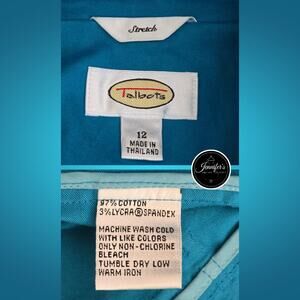 Stretch
Talbots
12
MADE IN
THAILAND
Jennifer's
97% COTTON
3% LYCRA® SPANDEX
MACHINE WASH COLD
WITH LIKE COLORS
ONLY NON-CHLORINE
BLEACH
TUMBLE DRY LOW
WARM IRON